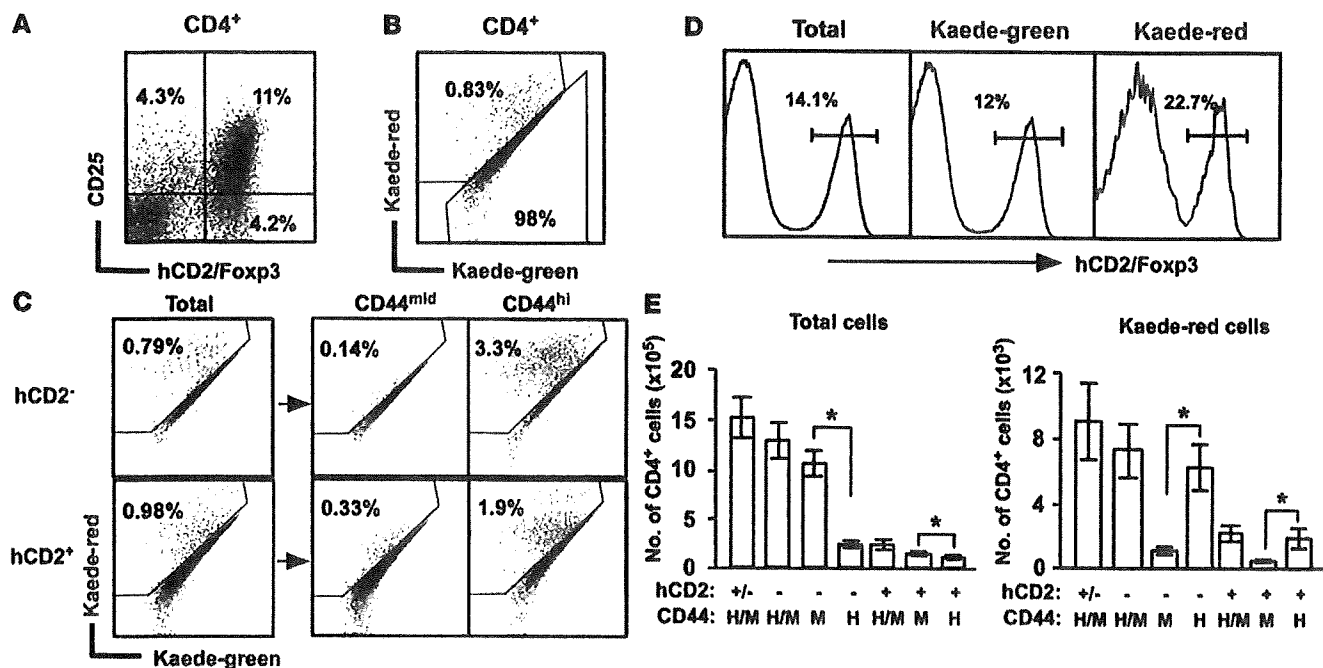 A
CD4⁺
4.3%
11%
4.2%
CD25
hCD2/Foxp3
B
CD4⁺
0.83%
98%
Kaede-red
Kaede-green
C
Total
CD44ᵐⁱᵈ
CD44ʰⁱ
hCD2⁻
0.79%
0.14%
3.3%
hCD2⁺
0.98%
0.33%
1.9%
Kaede-red
Kaede-green
D
Total
Kaede-green
Kaede-red
14.1%
12%
22.7%
hCD2/Foxp3
E
Total cells
No. of CD4⁺ cells (x10⁵)
20
15
10
5
0
*
*
hCD2: +/- - - - + + +
CD44: H/M H/M M H H/M M H
Kaede-red cells
No. of CD4⁺ cells (x10³)
12
8
4
0
*
*
hCD2: +/- - - - + + +
CD44: H/M H/M M H H/M M H